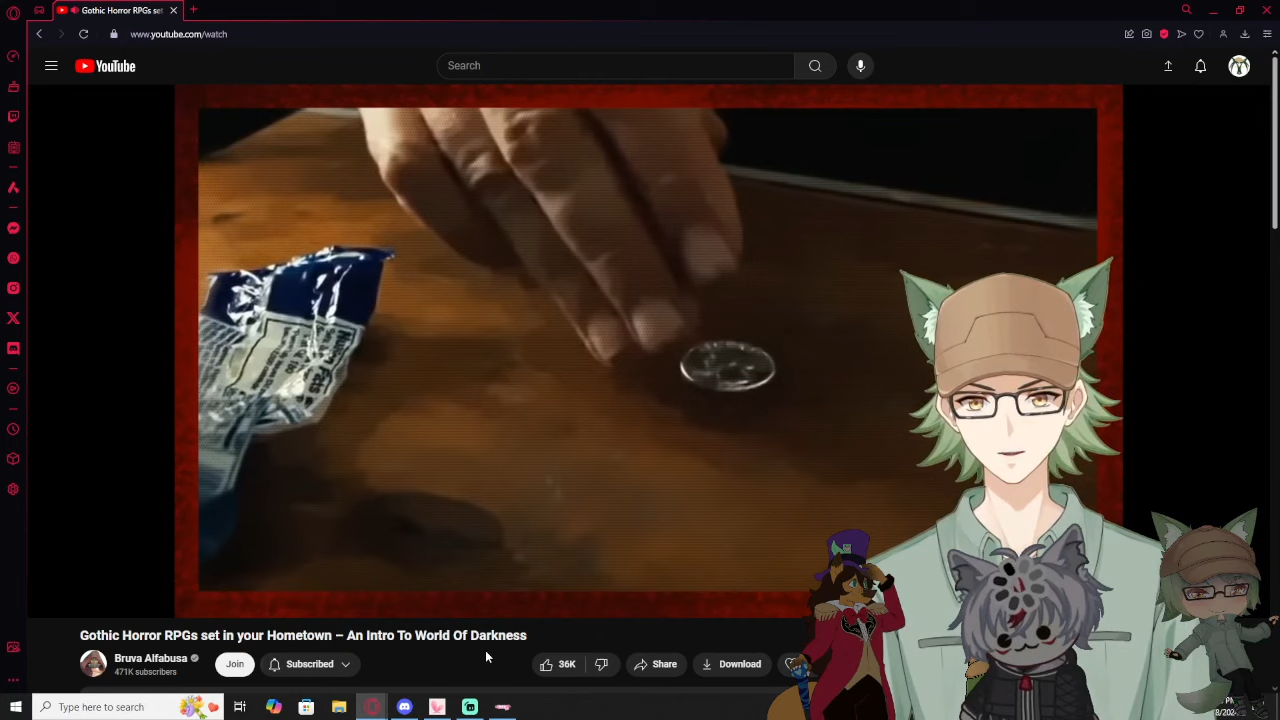 Gothic Horror RPGs set
www.youtube.com/watch
YouTube
Search
Gothic Horror RPGs set in your Hometown – An Intro To World Of Darkness
Bruva Alfabusa
471K subscribers
Join
Subscribed
36K
Share
Download
Type here to search